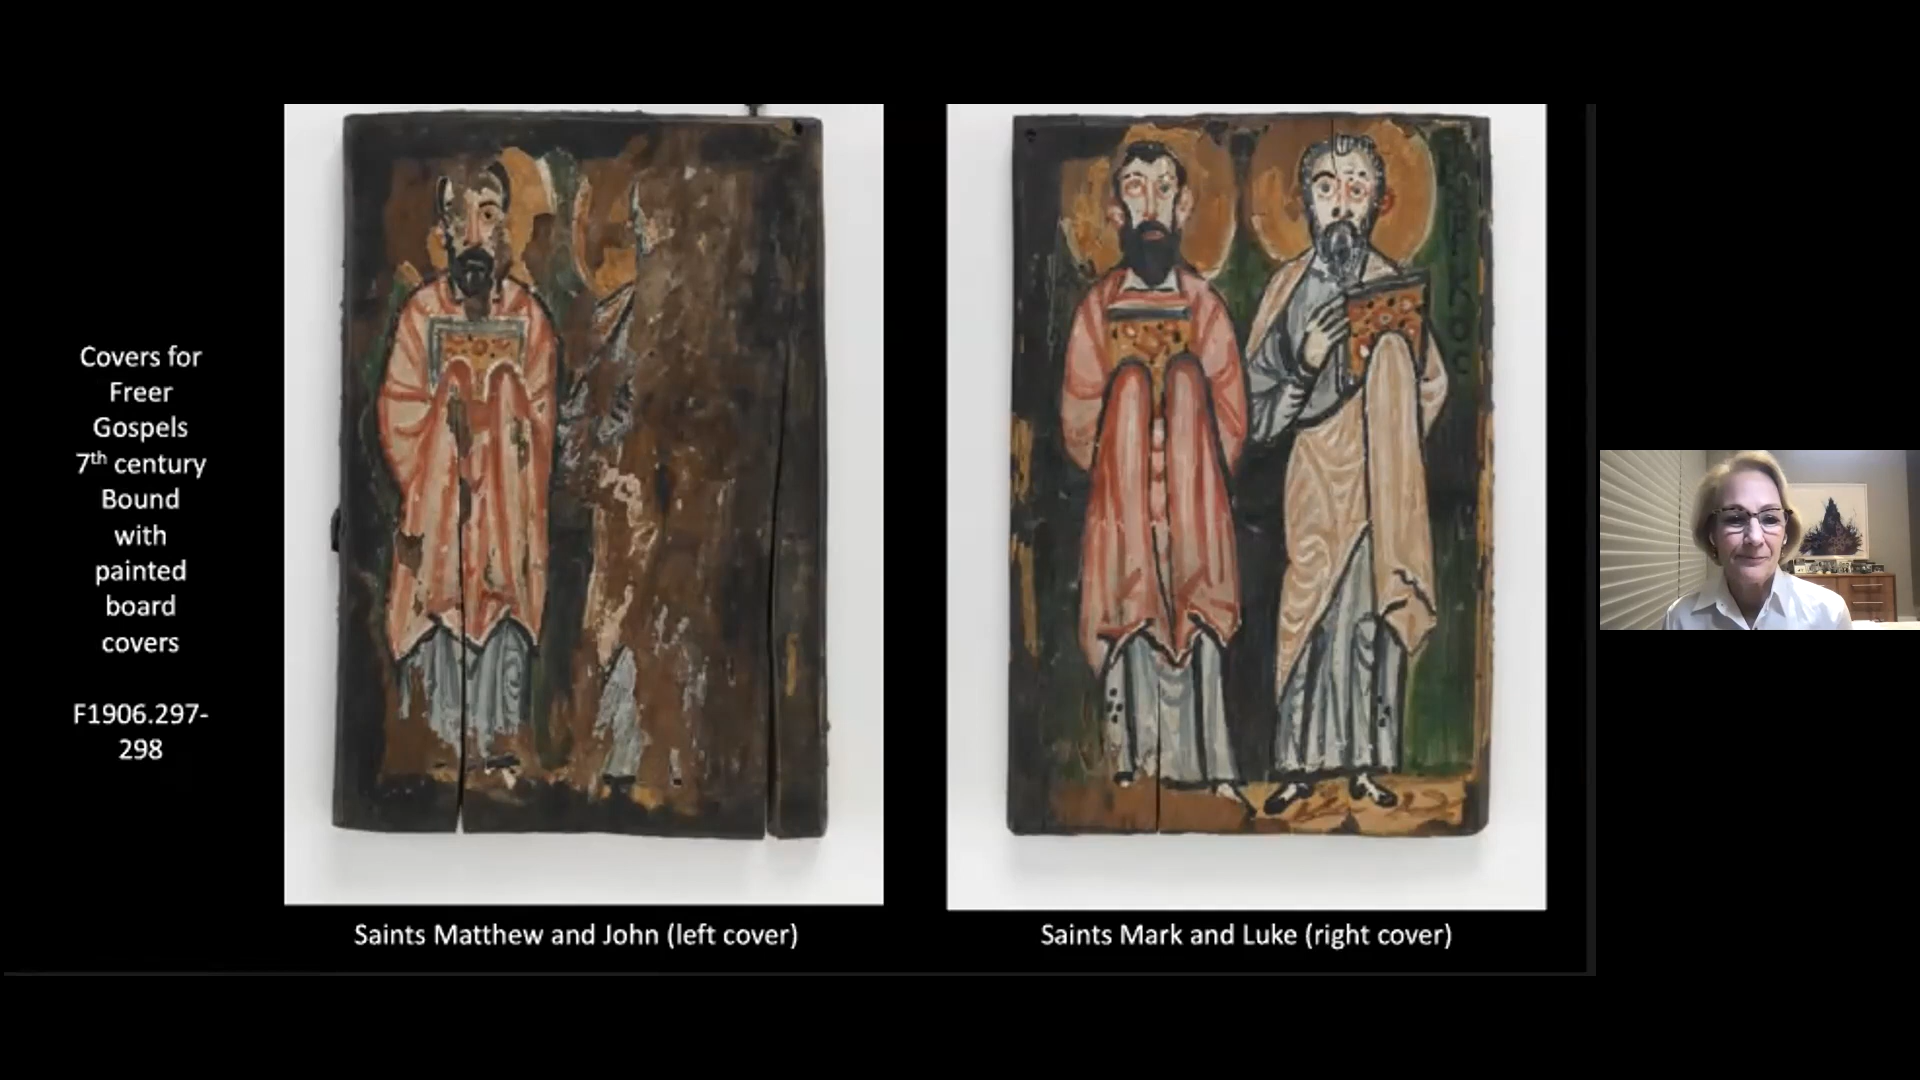 Covers for
Freer
Gospels
7th century
Bound
with
painted
board
covers
F1906.297-
298
Saints Matthew and John (left cover)
Saints Mark and Luke (right cover)